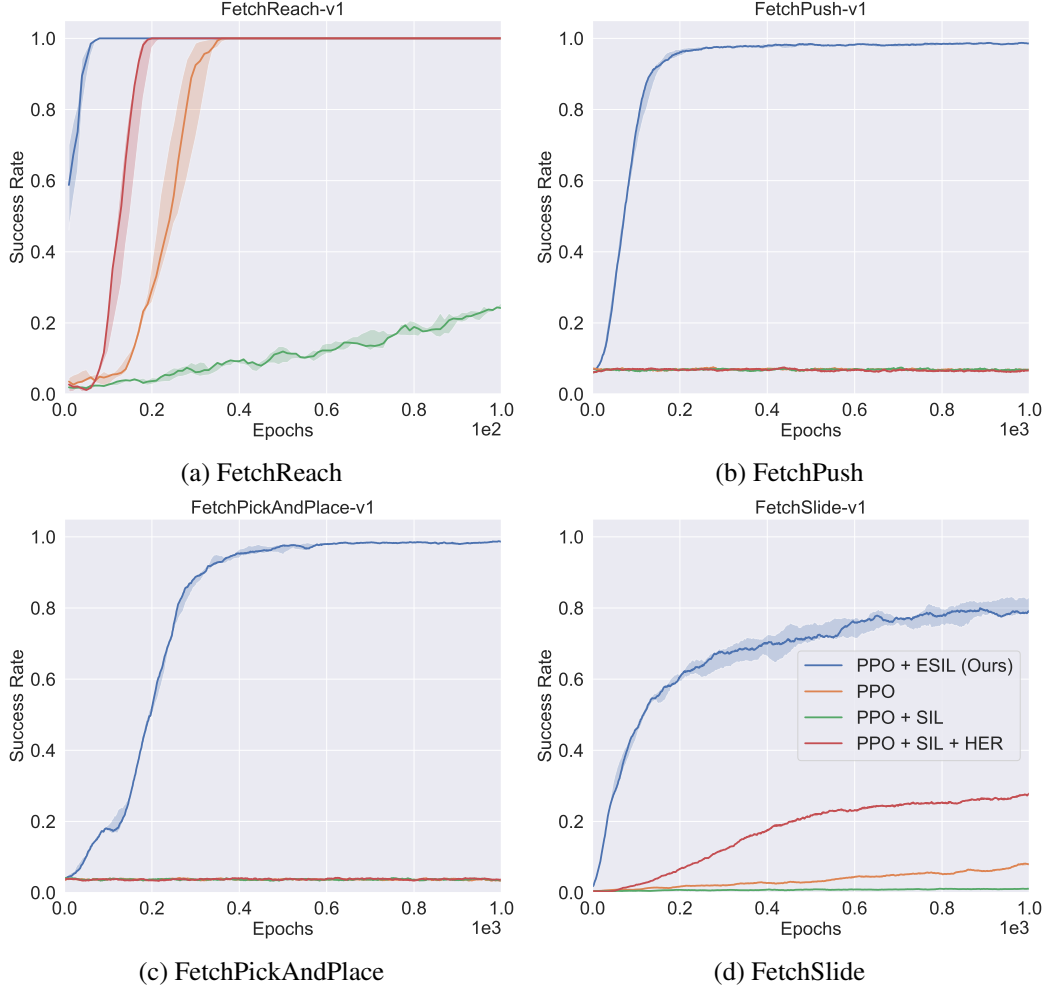 FetchReach-v1
1.0
0.8
0.6
0.4
0.2
0.0
Success Rate
0.0 0.2 0.4 0.6 0.8 1.0
Epochs
1e2
(a) FetchReach
FetchPush-v1
1.0
0.8
0.6
0.4
0.2
0.0
Success Rate
0.0 0.2 0.4 0.6 0.8 1.0
Epochs
1e3
(b) FetchPush
FetchPickAndPlace-v1
1.0
0.8
0.6
0.4
0.2
0.0
Success Rate
0.0 0.2 0.4 0.6 0.8 1.0
Epochs
1e3
(c) FetchPickAndPlace
FetchSlide-v1
1.0
0.8
0.6
0.4
0.2
0.0
Success Rate
PPO + ESIL (Ours)
PPO
PPO + SIL
PPO + SIL + HER
0.0 0.2 0.4 0.6 0.8 1.0
Epochs
1e3
(d) FetchSlide